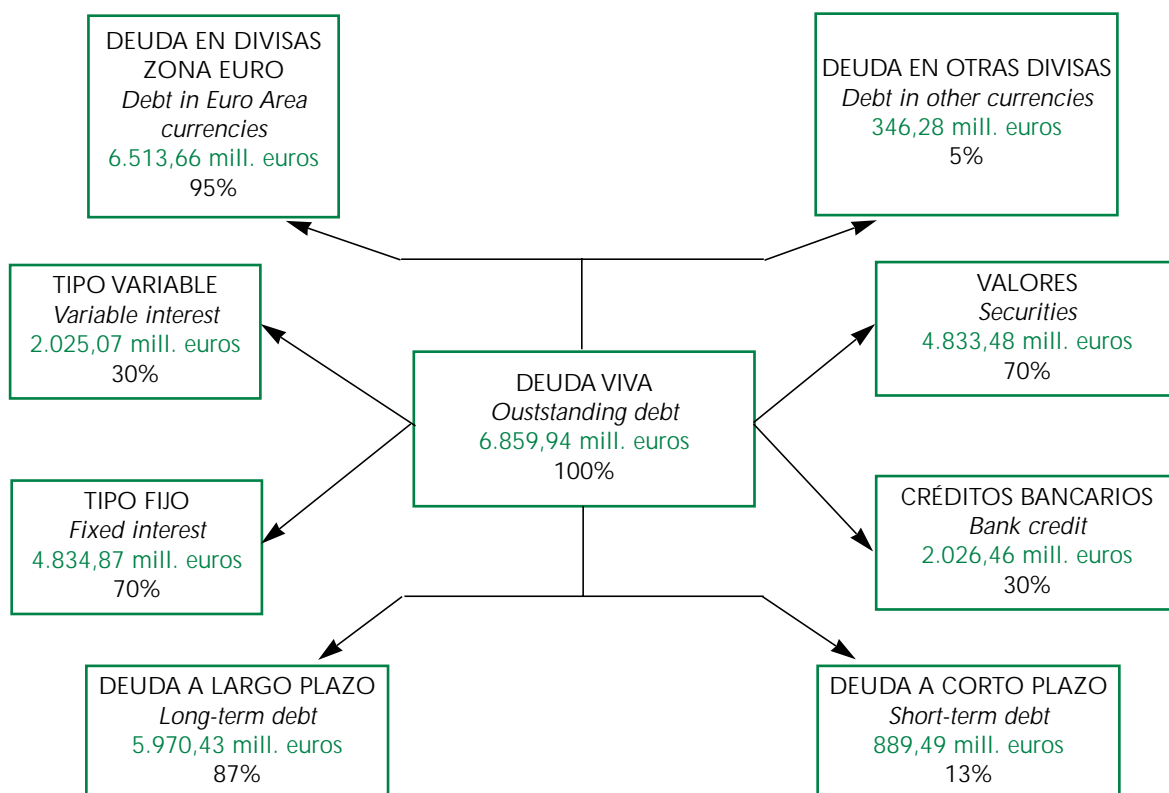 DEUDA EN DIVISAS
ZONA EURO
Debt in Euro Area
currencies
6.513,66 mill. euros
95%
DEUDA EN OTRAS DIVISAS
Debt in other currencies
346,28 mill. euros
5%
TIPO VARIABLE
Variable interest
2.025,07 mill. euros
30%
VALORES
Securities
4.833,48 mill. euros
70%
DEUDA VIVA
Ouststanding debt
6.859,94 mill. euros
100%
TIPO FIJO
Fixed interest
4.834,87 mill. euros
70%
CRÉDITOS BANCARIOS
Bank credit
2.026,46 mill. euros
30%
DEUDA A LARGO PLAZO
Long-term debt
5.970,43 mill. euros
87%
DEUDA A CORTO PLAZO
Short-term debt
889,49 mill. euros
13%